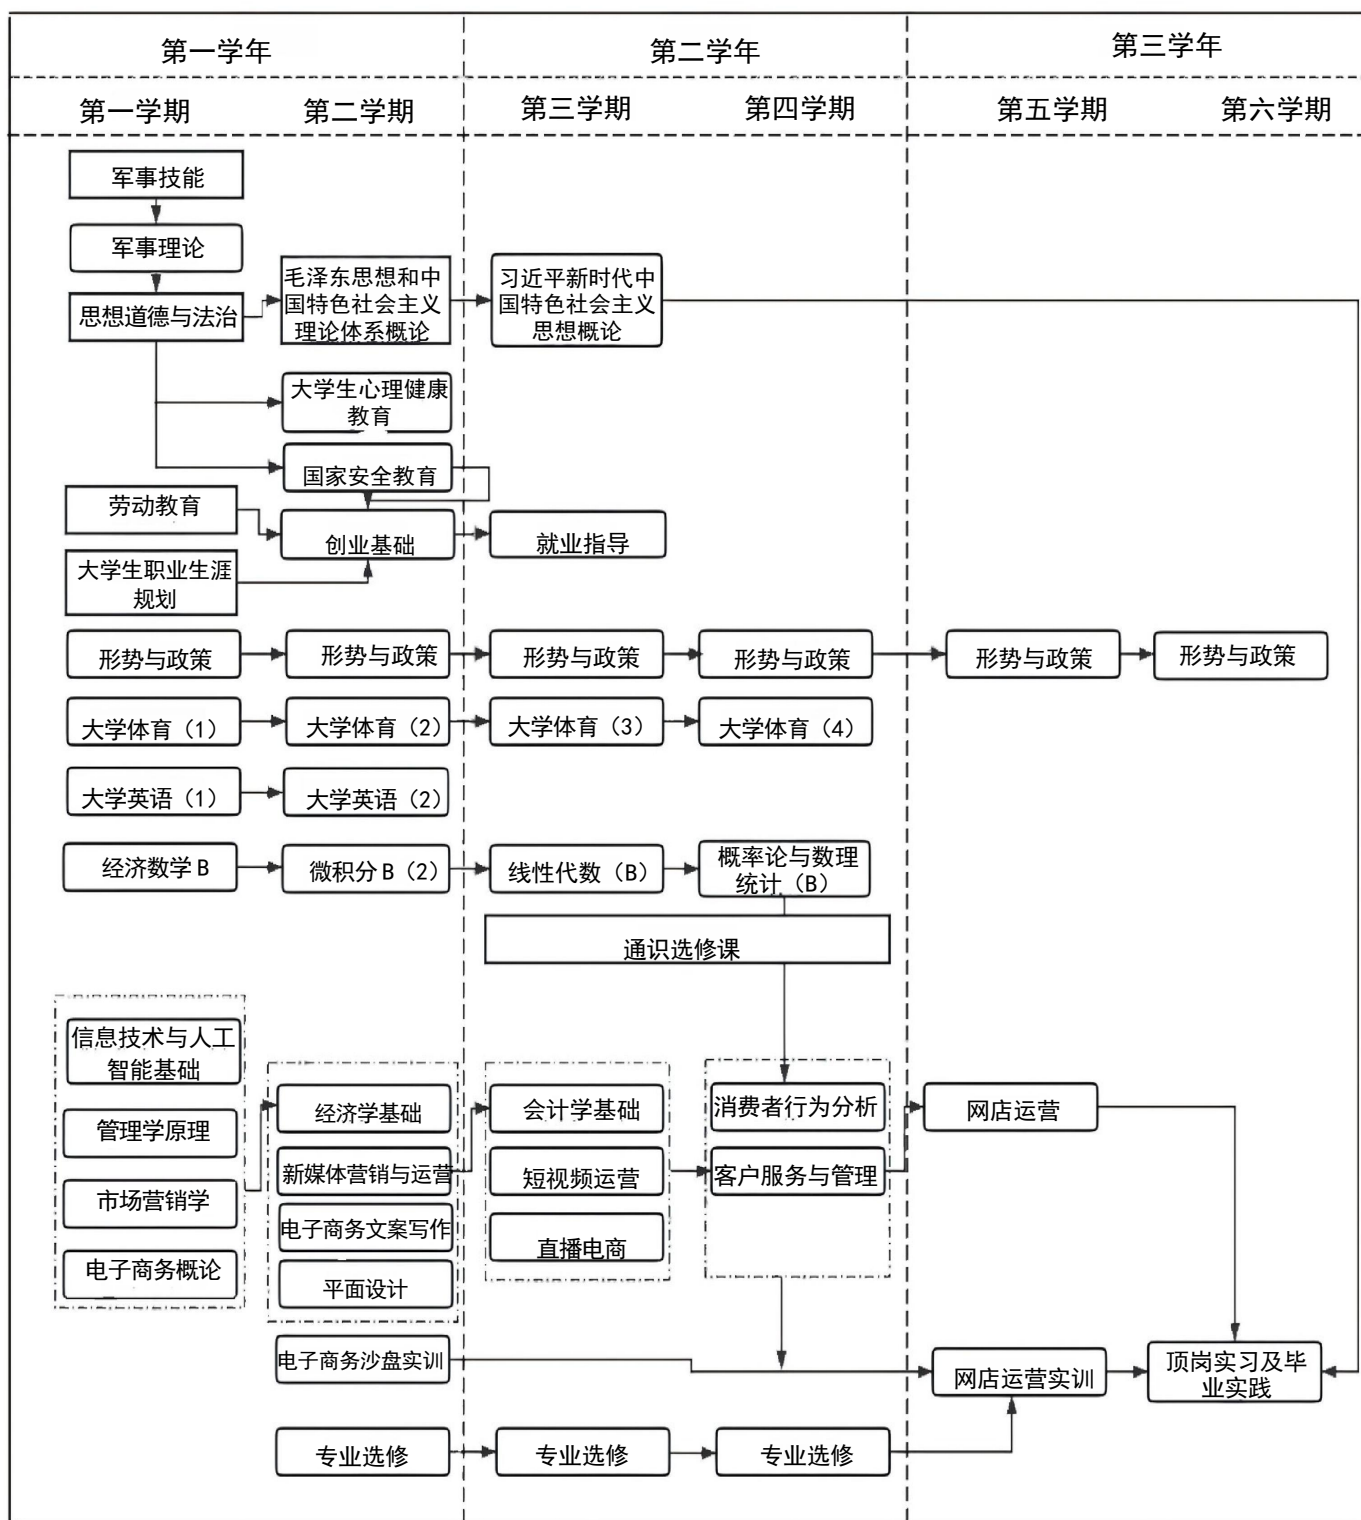 第一学年
第二学年
第三学年
第一学期
第二学期
第三学期
第四学期
第五学期
第六学期
军事技能
军事理论
思想道德与法治
毛泽东思想和中
国特色社会主义
理论体系概论
习近平新时代中
国特色社会主义
思想概论
大学生心理健康
教育
国家安全教育
劳动教育
创业基础
就业指导
大学生职业生涯
规划
形势与政策
形势与政策
形势与政策
形势与政策
形势与政策
形势与政策
大学体育（1）
大学体育（2）
大学体育（3）
大学体育（4）
大学英语（1）
大学英语（2）
经济数学 B
微积分 B（2）
线性代数（B）
概率论与数理
统计（B）
通识选修课
信息技术与人工
智能基础
管理学原理
市场营销学
电子商务概论
经济学基础
新媒体营销与运营
电子商务文案写作
平面设计
会计学基础
短视频运营
直播电商
消费者行为分析
客户服务与管理
网店运营
电子商务沙盘实训
网店运营实训
顶岗实习及毕
业实践
专业选修
专业选修
专业选修